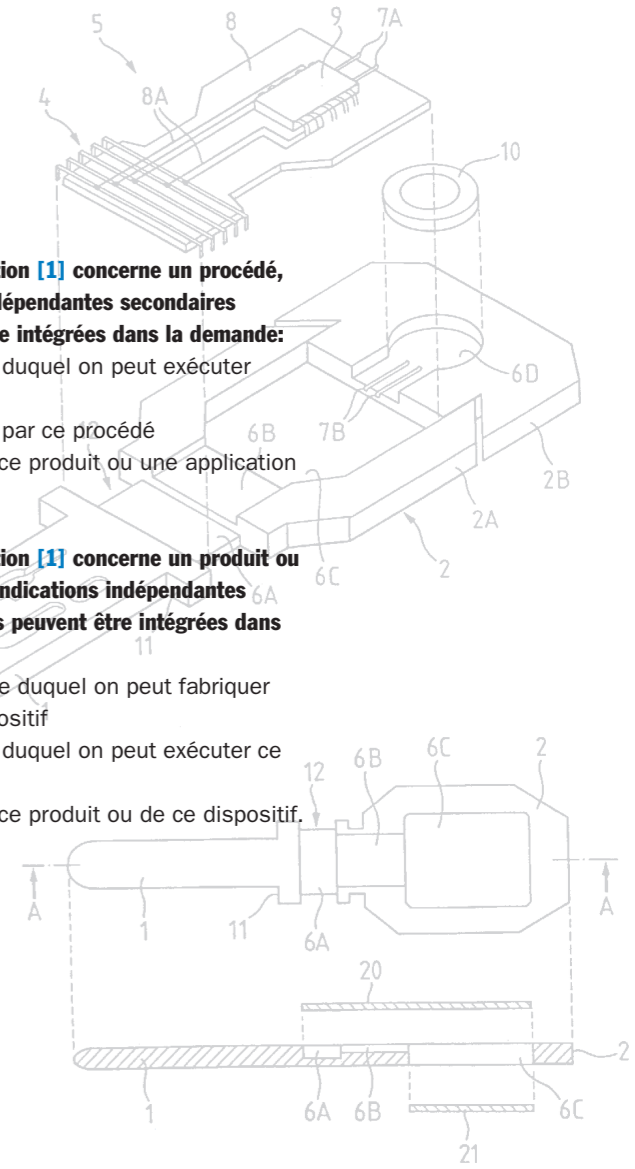 5
8
9
7A
4
8A
10
tion [1] concerne un procédé,
dépendantes secondaires
e intégrées dans la demande:
duquel on peut exécuter
6D
par ce procédé
6B
7B
ce produit ou une application
2B
2A
6C
2
tion [1] concerne un produit ou
ndications indépendantes
6A
s peuvent être intégrées dans
11
1
e duquel on peut fabriquer
ositif
duquel on peut exécuter ce
12
6B
6C
2
ce produit ou de ce dispositif.
A
1
11
6A
A
20
2
1
6A
6B
6C
21